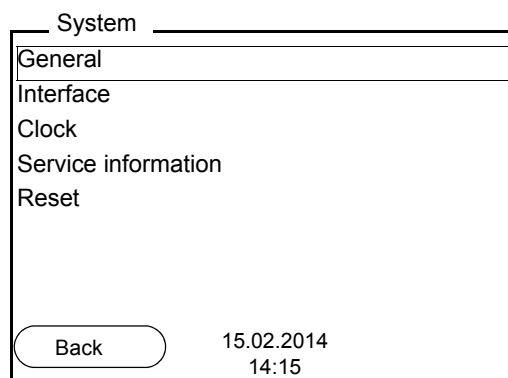 System
General
Interface
Clock
Service information
Reset
Back
15.02.2014
14:15